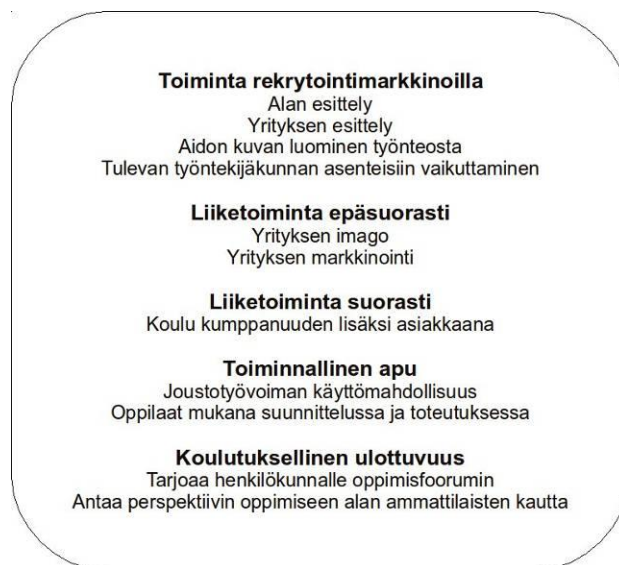 Toiminta rekrytointimarkkinoilla
Alan esittely
Yrityksen esittely
Aidon kuvan luominen työnteosta
Tulevan työntekijäkunnan asenteisiin vaikuttaminen
Liiketoiminta epäsuorasti
Yrityksen imago
Yrityksen markkinointi
Liiketoiminta suorasti
Koulu kumppanuuden lisäksi asiakkaana
Toiminnallinen apu
Joustotyövoiman käyttömahdollisuus
Oppilaat mukana suunnittelussa ja toteutuksessa
Koulutuksellinen ulottuvuus
Tarjoaa henkilökunnalle oppimisfoorumin
Antaa perspektiivin oppimiseen alan ammattilaisten kautta